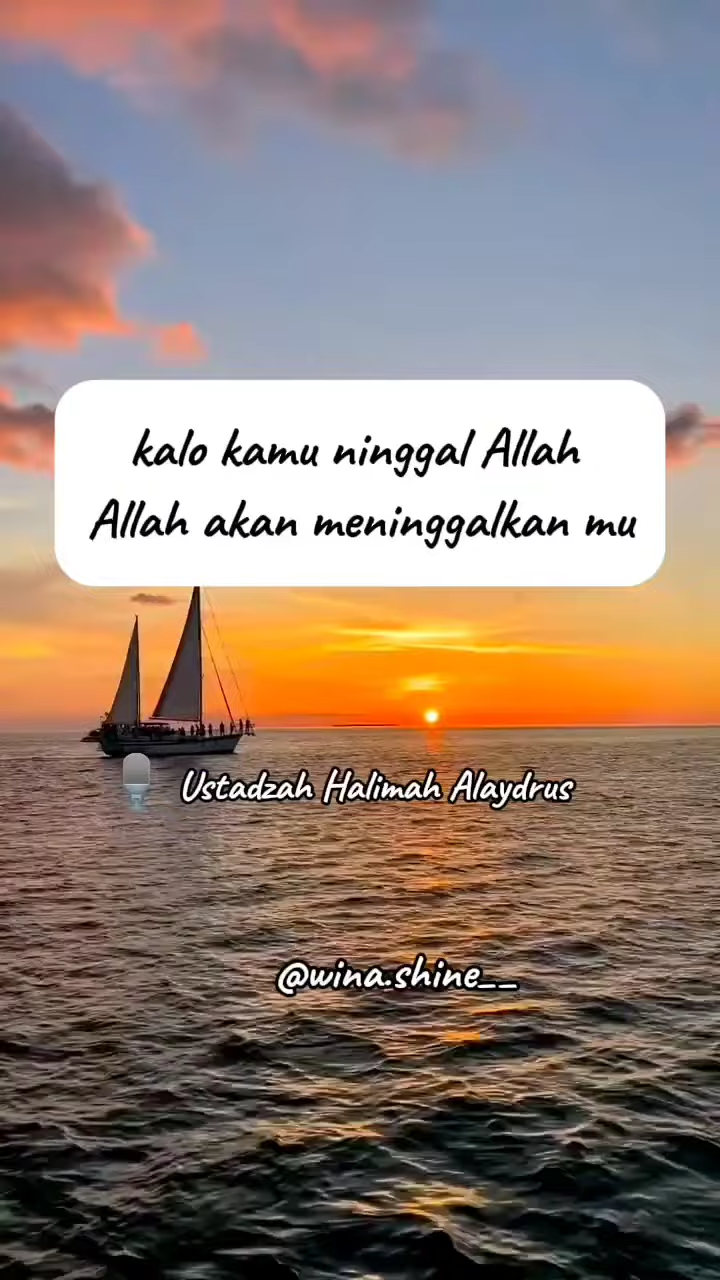 kalo kamu ninggal Allah
Allah akan meninggalkan mu
Ustadzah Halimah Alaydrus
@wina.shine__